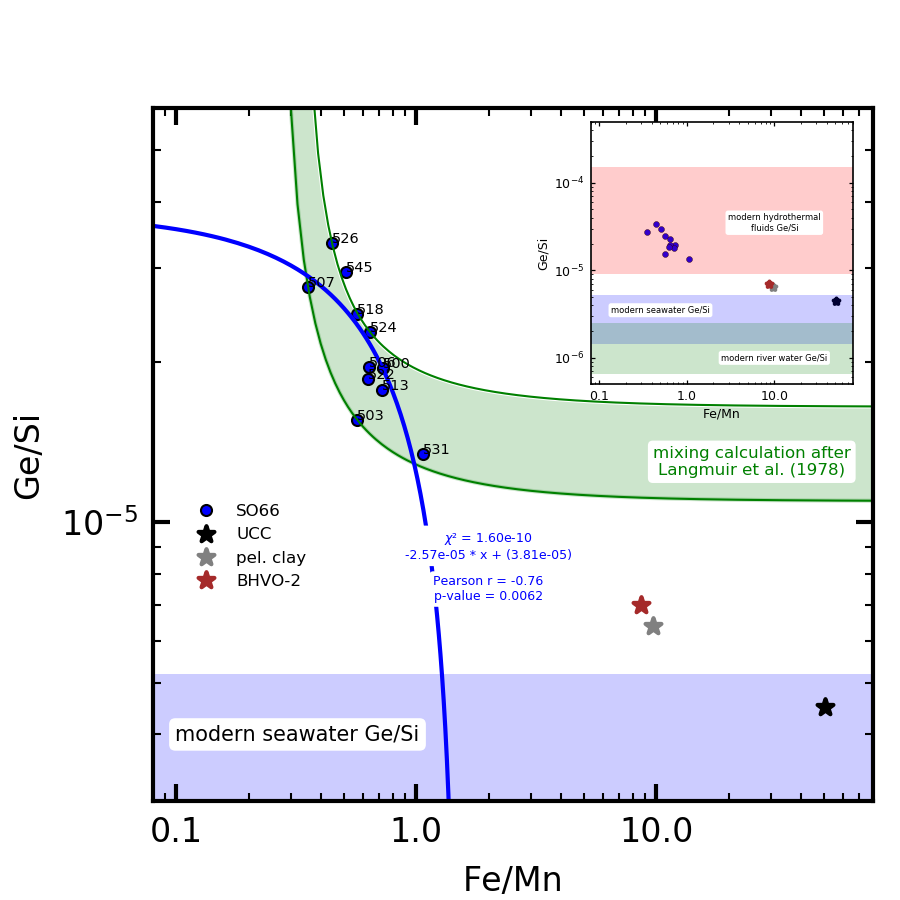 10⁻⁴
modern hydrothermal
fluids Ge/Si
Ge/Si
10⁻⁵
modern seawater Ge/Si
10⁻⁶
modern river water Ge/Si
0.1
1.0
10.0
Fe/Mn
526
545
507
518
524
500
522
513
503
531
mixing calculation after
Langmuir et al. (1978)
Ge/Si
10⁻⁵
SO66
UCC
pel. clay
BHVO-2
χ² = 1.60e-10
-2.57e-05 * x + (3.81e-05)
Pearson r = -0.76
p-value = 0.0062
modern seawater Ge/Si
0.1
1.0
10.0
Fe/Mn